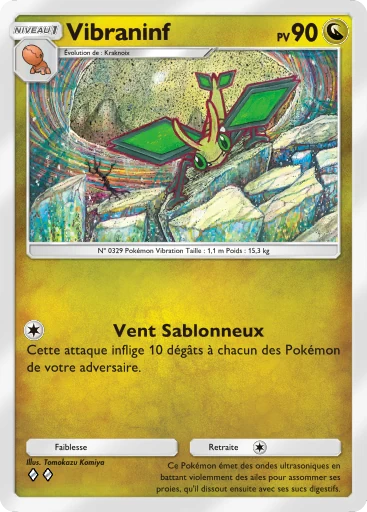 NIVEAU 1
Vibraninf
PV 90
Évolution de : Kraknoix
N° 0329 Pokémon Vibration Taille : 1,1 m Poids : 15,3 kg
Vent Sablonneux
Cette attaque inflige 10 dégâts à chacun des Pokémon
de votre adversaire.
Faiblesse
Retraite
Illus. Tomokazu Komiya
Ce Pokémon émet des ondes ultrasoniques en
battant violemment des ailes pour assommer ses
proies, qu'il dissout ensuite avec ses sucs digestifs.